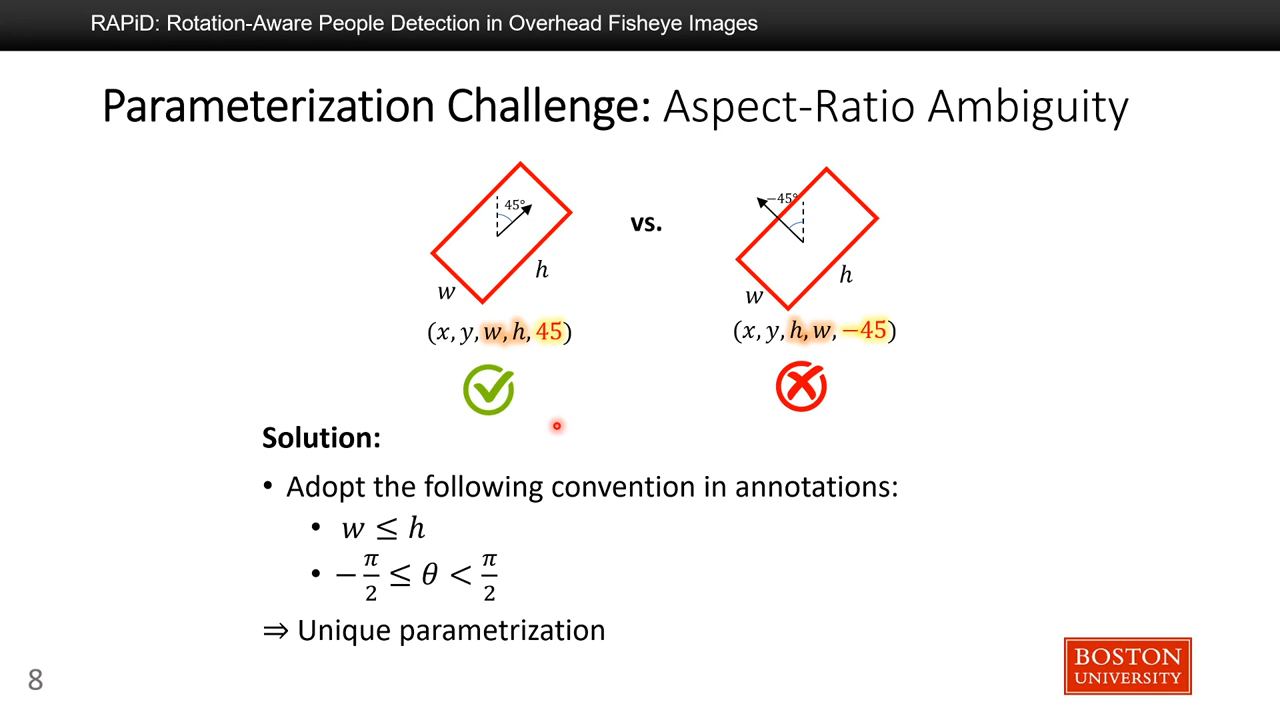 RAPiD: Rotation-Aware People Detection in Overhead Fisheye Images
Parameterization Challenge: Aspect-Ratio Ambiguity
45°
w
h
(x, y, w, h, 45)
vs.
−45°
w
h
(x, y, h, w, −45)
Solution:
• Adopt the following convention in annotations:
• w ≤ h
• −π/2 ≤ θ < π/2
⇒ Unique parametrization
8
BOSTON
UNIVERSITY